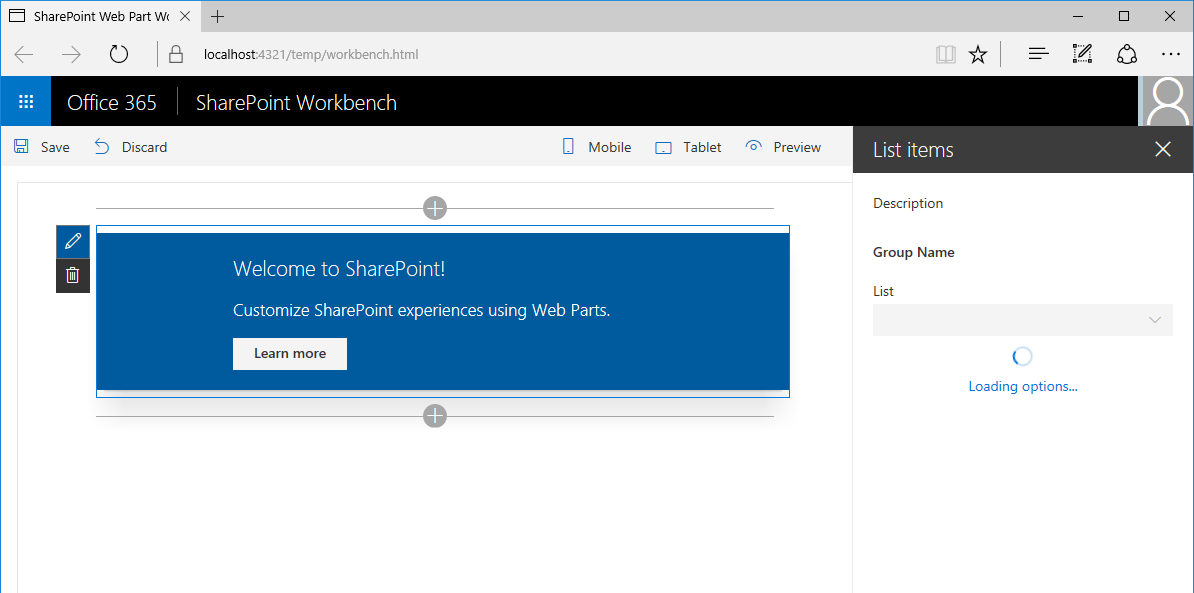 SharePoint Web Part Wo
localhost:4321/temp/workbench.html
Office 365 SharePoint Workbench
Save Discard Mobile Tablet Preview
List items
Description
Group Name
List
Loading options...
Welcome to SharePoint!
Customize SharePoint experiences using Web Parts.
Learn more